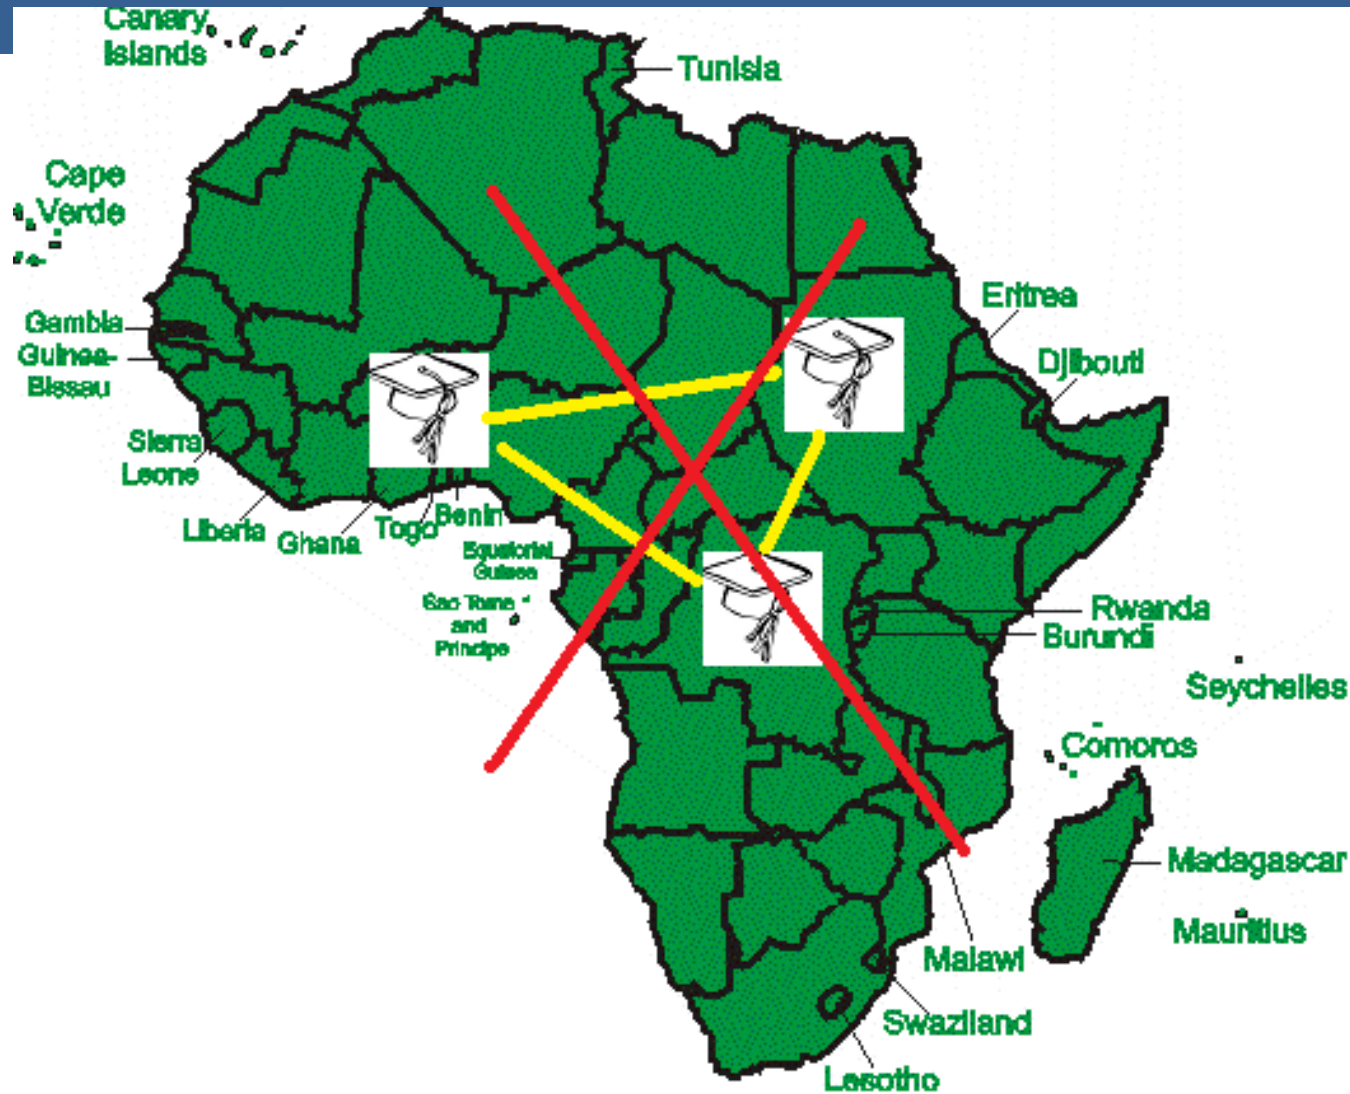 Canary
Islands
Tunisia
Cape
Verde
Eritrea
Gambia
Guinea-
Bissau
Djibouti
Sierra
Leone
Liberia
Ghana
Togo
Benin
Equatorial
Guinea
Sao Tome
and
Principe
Rwanda
Burundi
Seychelles
Comoros
Madagascar
Mauritius
Malawi
Swaziland
Lesotho